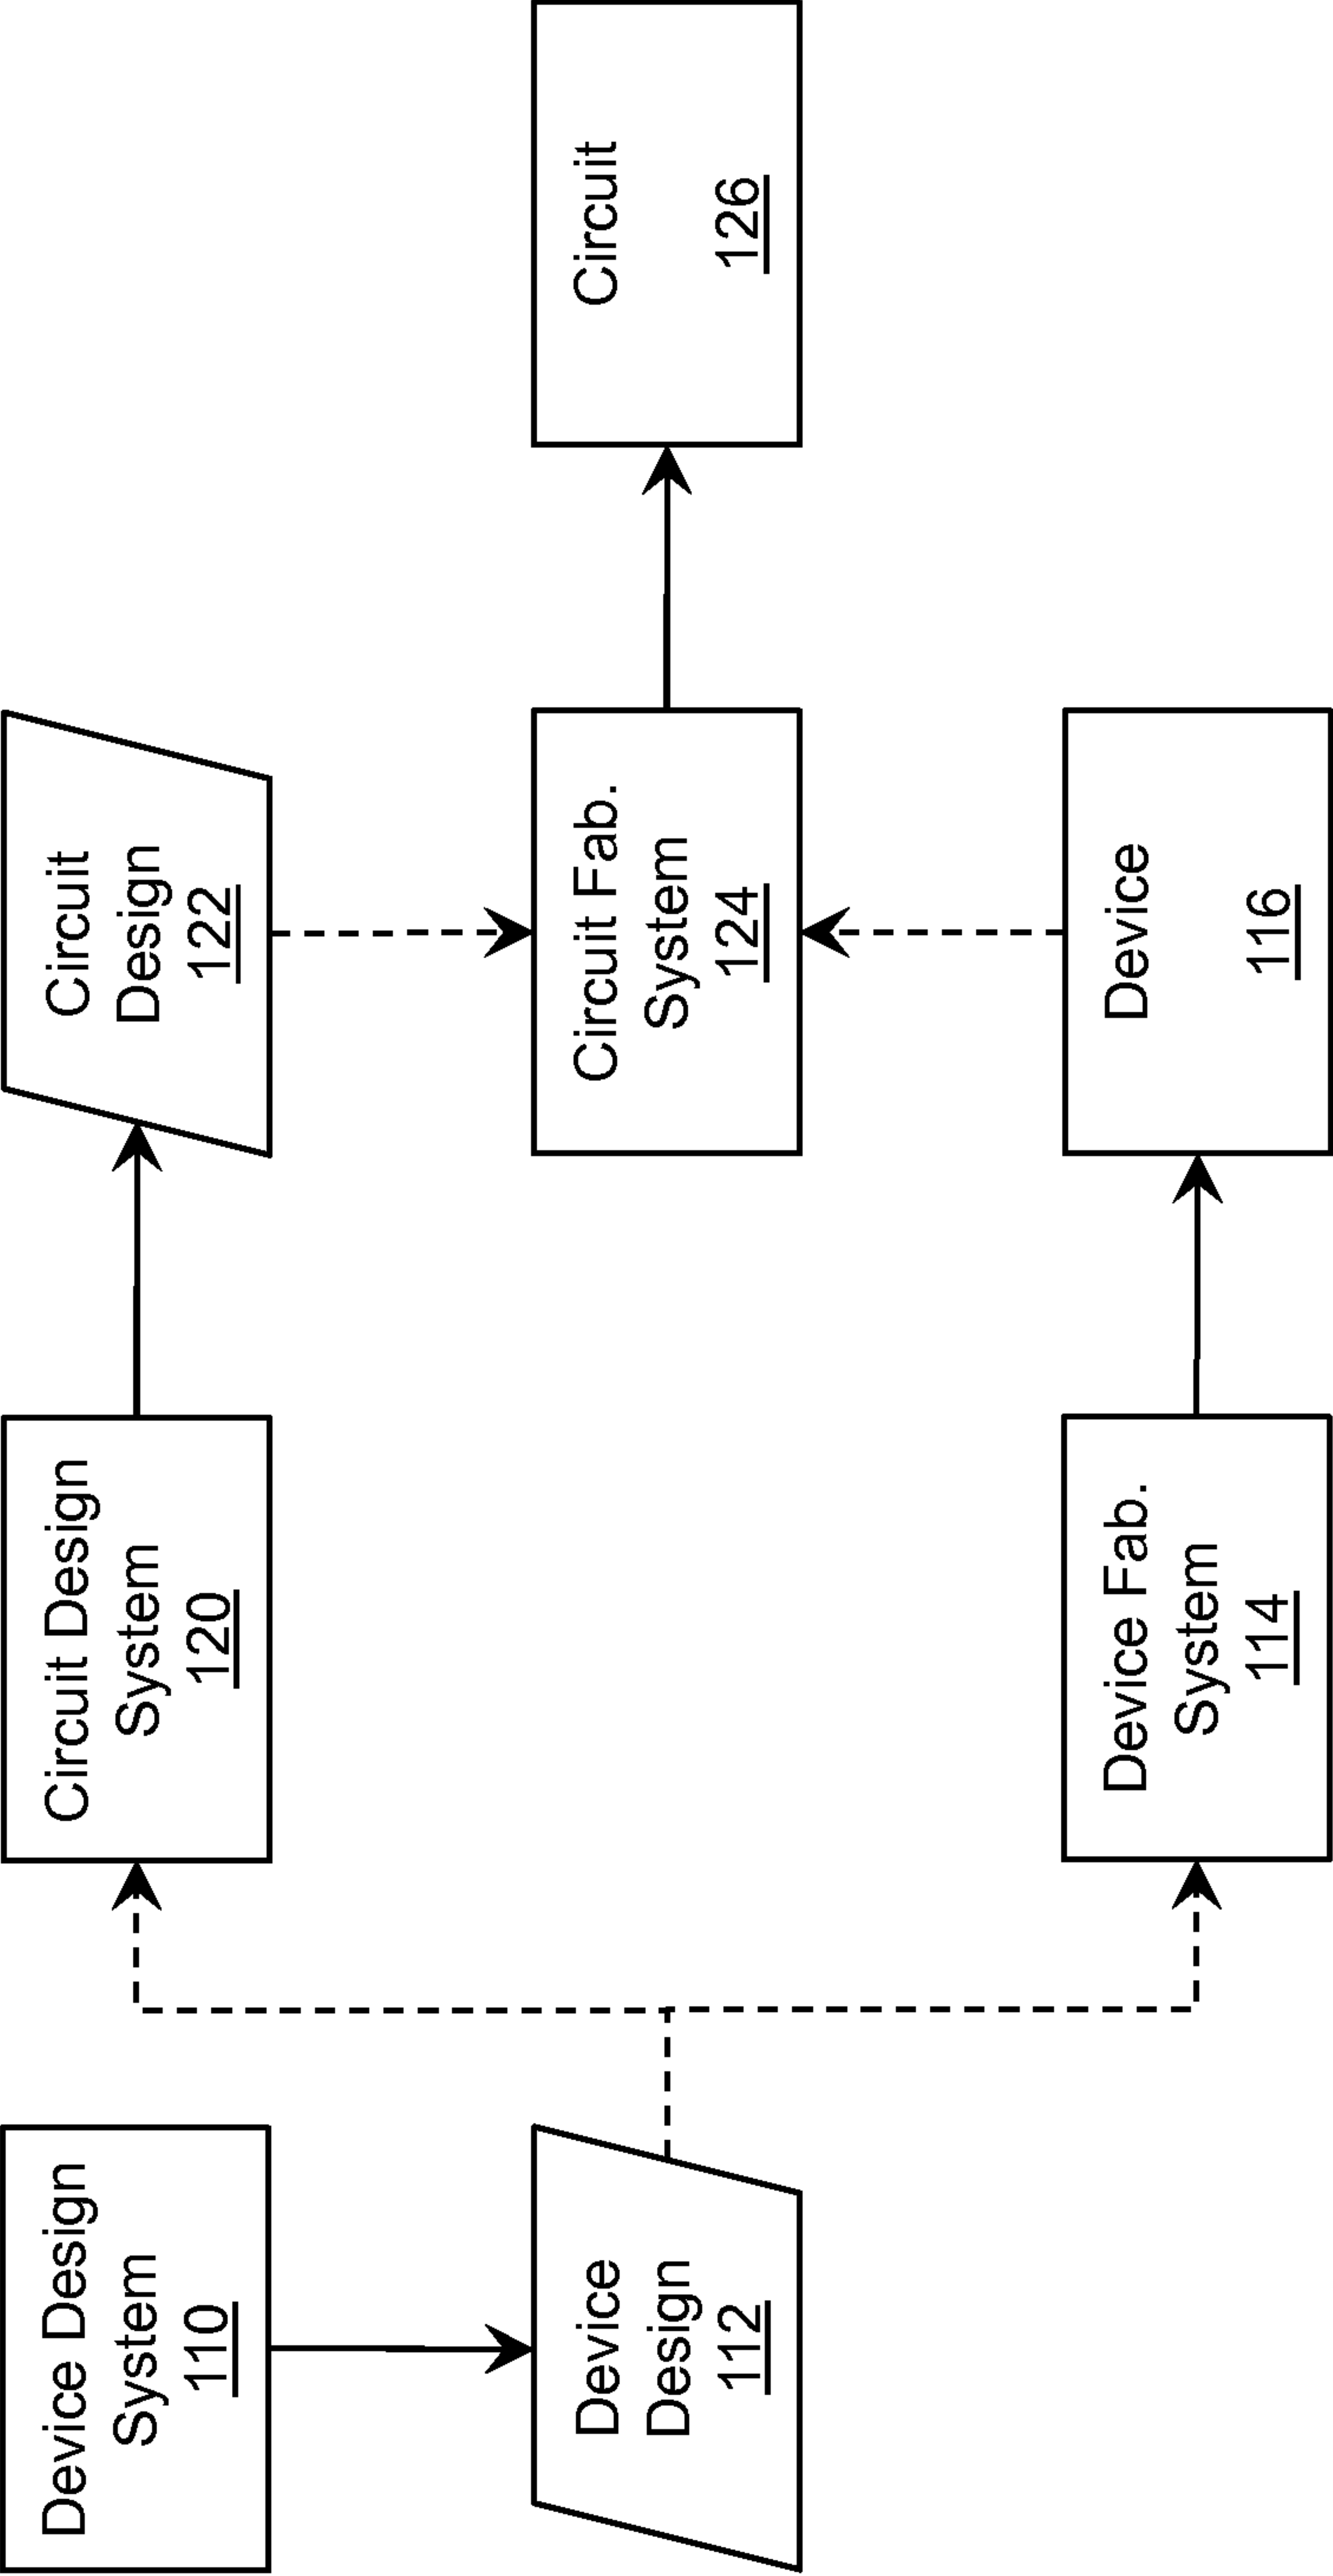 Device Design
System
110
Device
Design
112
Circuit Design
System
120
Device Fab.
System
114
Circuit
Design
122
Circuit Fab.
System
124
Device
116
Circuit
126